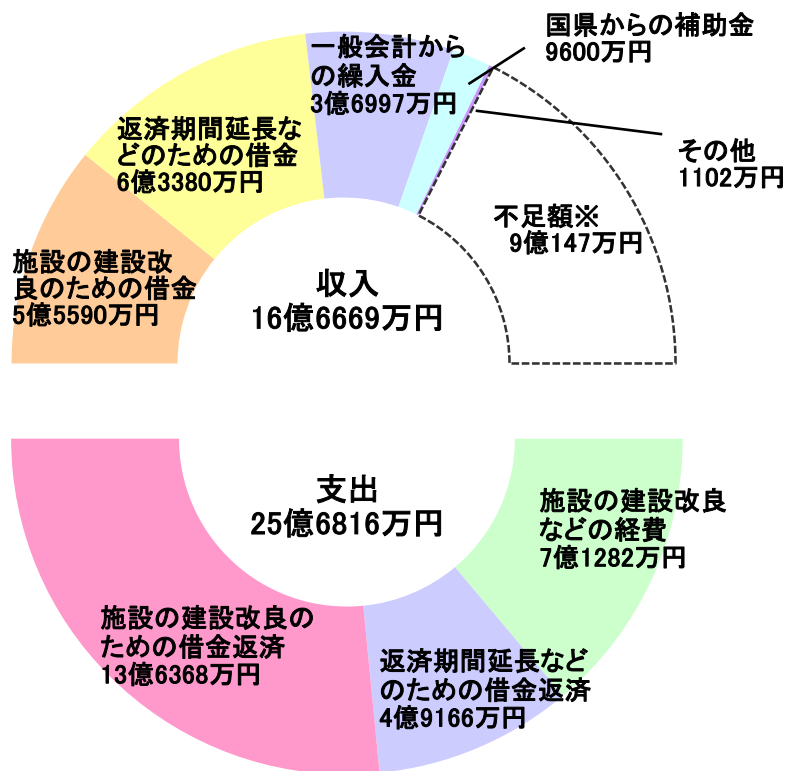 国県からの補助金
9600万円
一般会計から
の繰入金
3億6997万円
返済期間延長な
どのための借金
6億3380万円
その他
1102万円
不足額※
9億147万円
施設の建設改
良のための借金
5億5590万円
収入
16億6669万円
支出
25億6816万円
施設の建設改良
などの経費
7億1282万円
施設の建設改良の
ための借金返済
13億6368万円
返済期間延長など
のための借金返済
4億9166万円